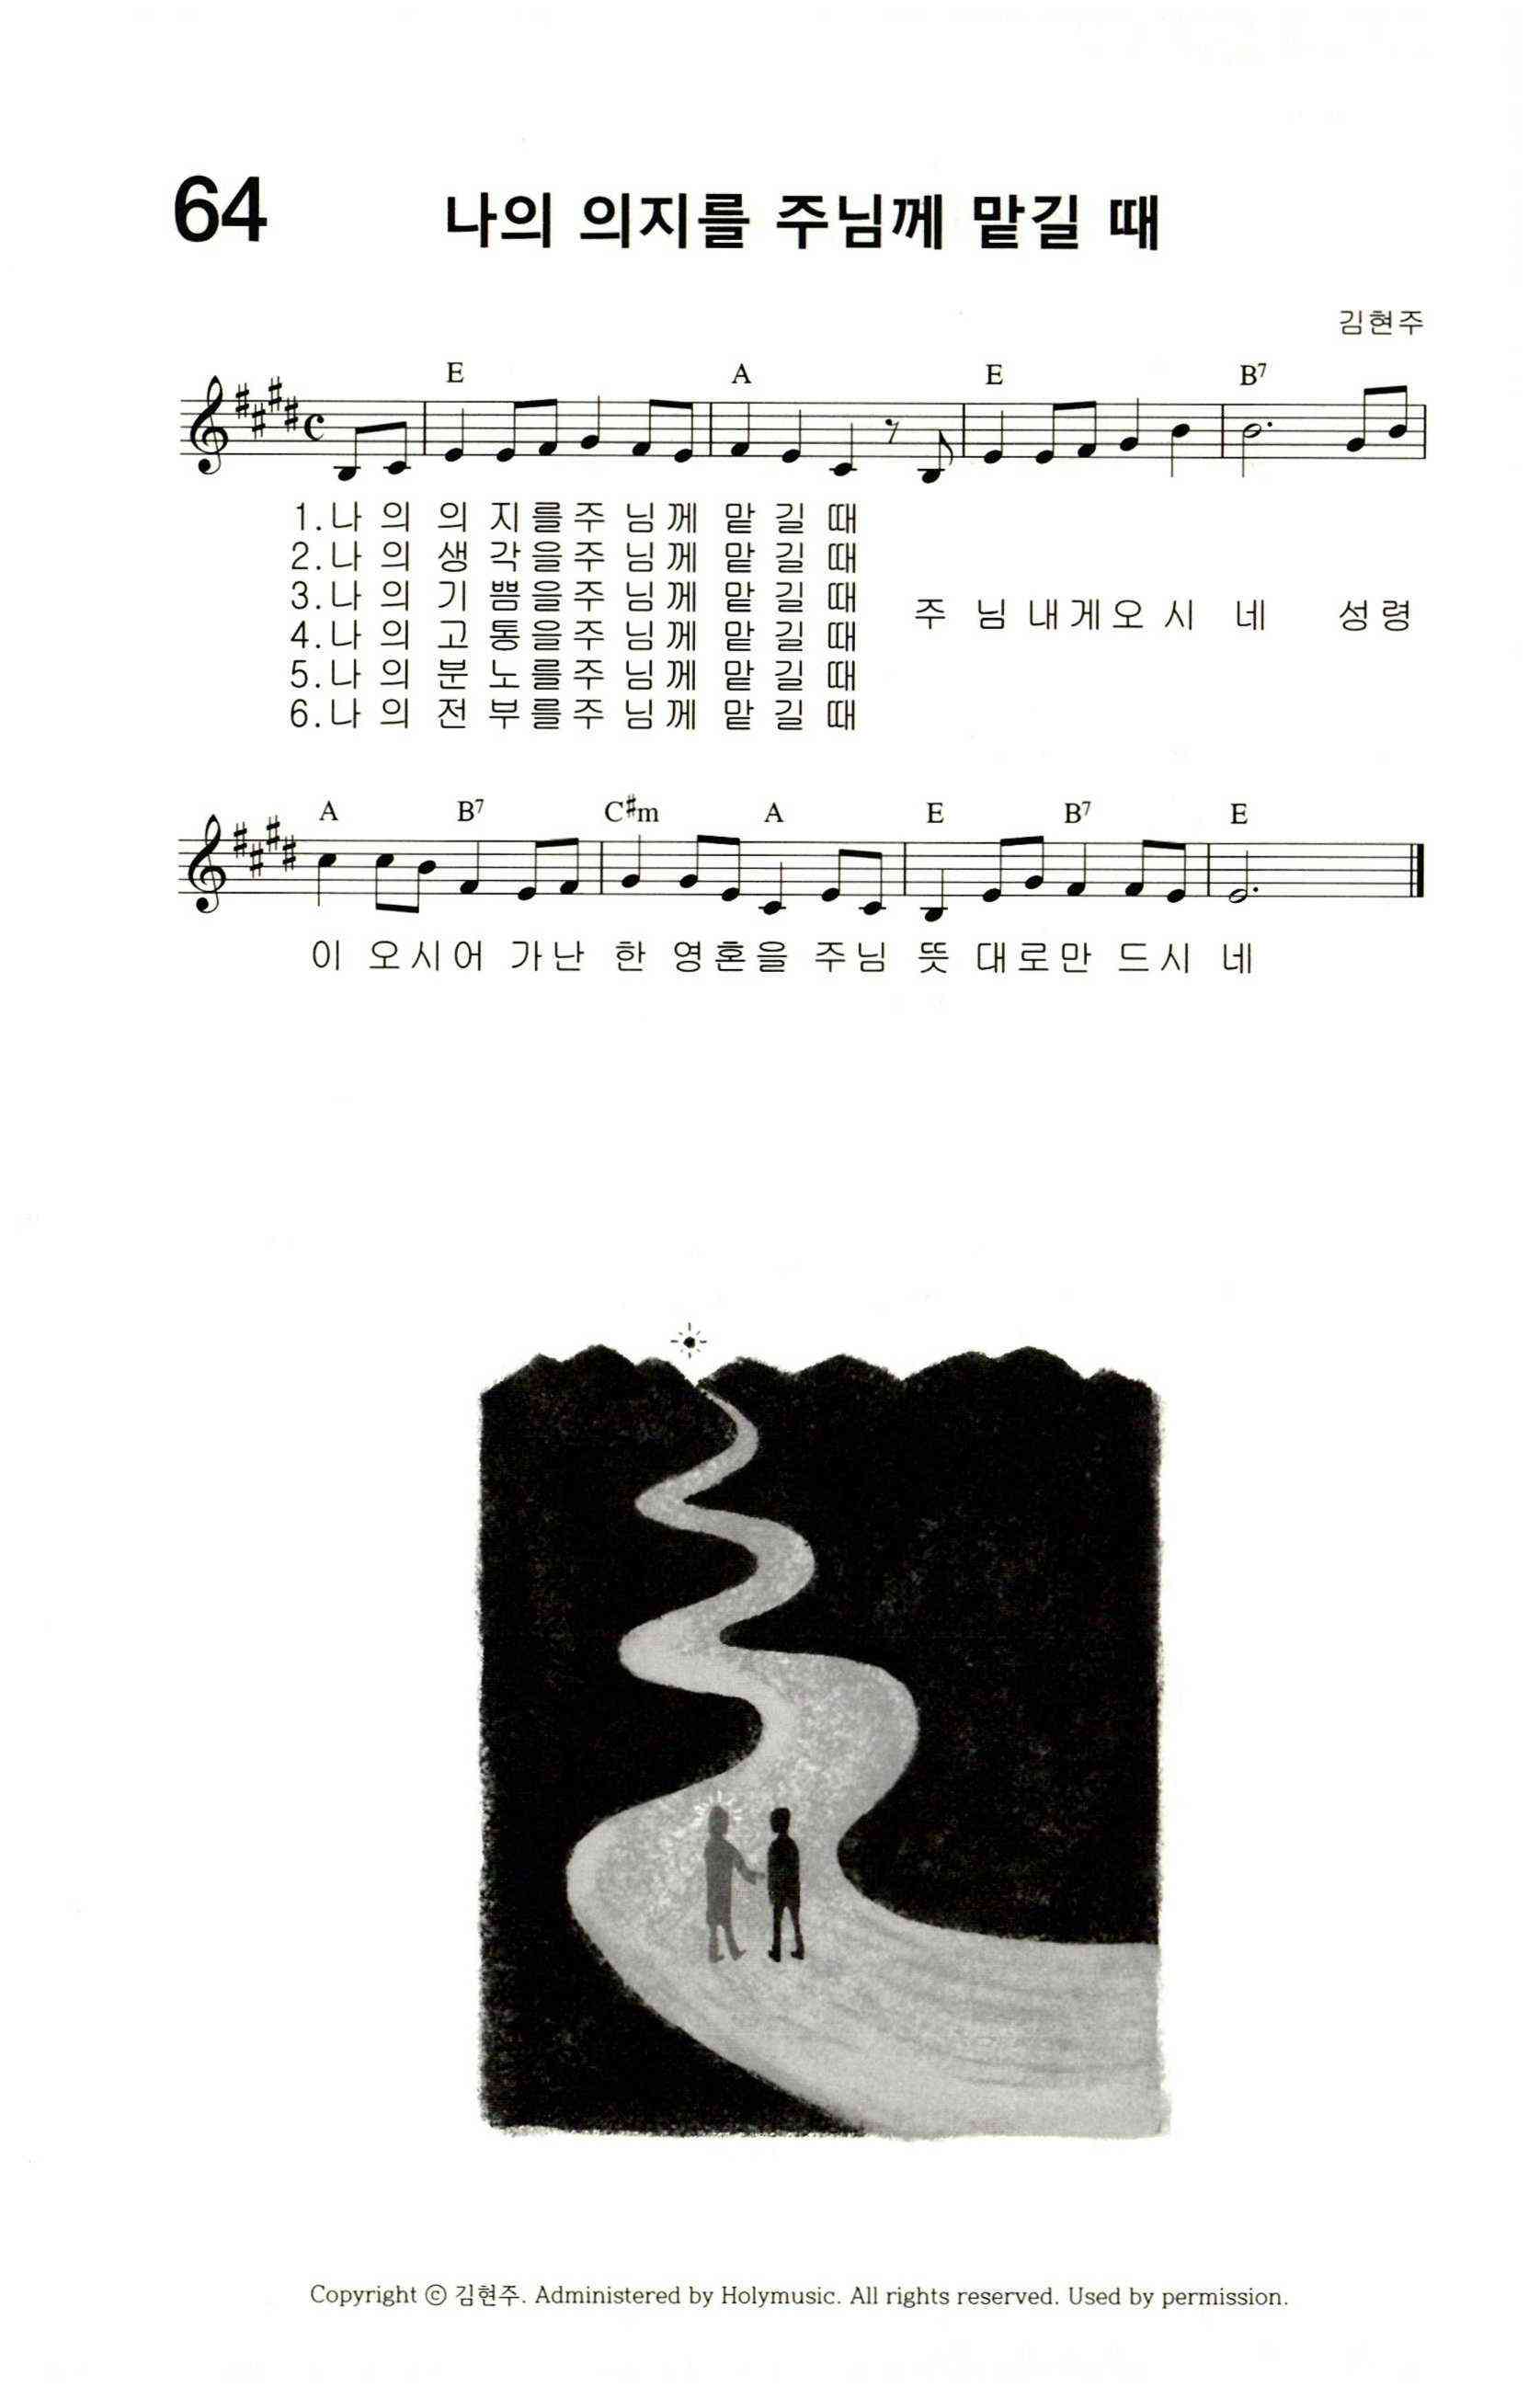 64
나의 의지를 주님께 맡길 때
김현주
E A E B7
1.나 의 의 지를주 님께 맡 길 때
2.나 의 생 각을주 님께 맡 길 때
3.나 의 기 쁨을주 님께 맡 길 때
주 님 내게오 시 네 성령
4.나 의 고 통을주 님께 맡 길 때
5.나 의 분 노를주 님께 맡 길 때
6.나 의 전 부를주 님께 맡 길 때
A B7 C#m A E B7 E
이 오시어 가난 한 영혼을 주님 뜻 대로만 드시 네
Copyright ⓒ 김현주. Administered by Holymusic. All rights reserved. Used by permission.